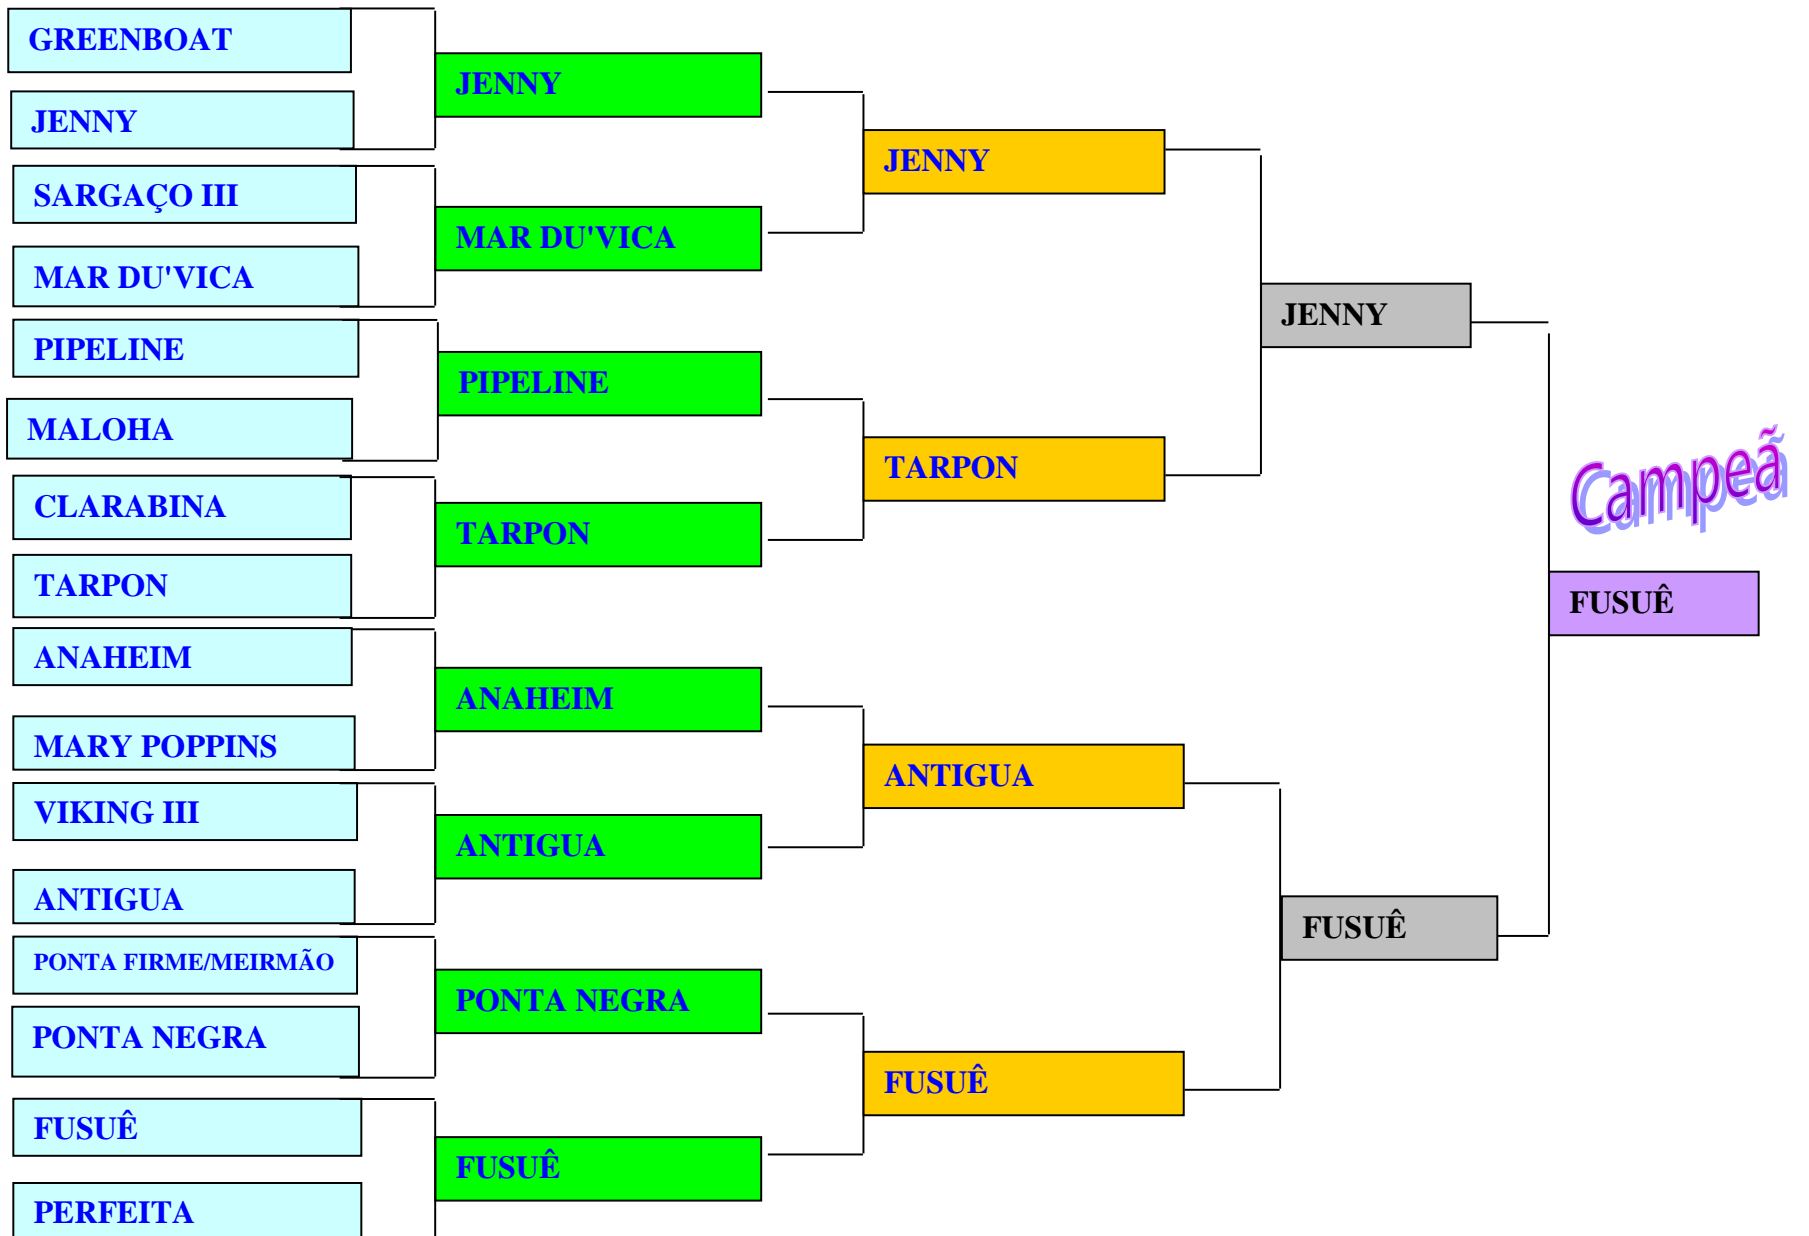 GREENBOAT
JENNY
SARGAÇO III
MAR DU'VICA
PIPELINE
MALOHA
CLARABINA
TARPON
ANAHEIM
MARY POPPINS
VIKING III
ANTIGUA
PONTA FIRME/MEIRMÃO
PONTA NEGRA
FUSUÊ
PERFEITA
JENNY
MAR DU'VICA
PIPELINE
TARPON
ANAHEIM
ANTIGUA
PONTA NEGRA
FUSUÊ
JENNY
TARPON
ANTIGUA
FUSUÊ
JENNY
FUSUÊ
Campeã
FUSUÊ